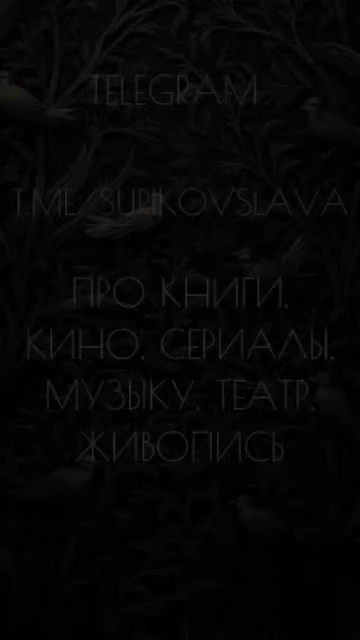 TELEGRAM
T.ME/SUPIKOVSLAVA
ПРО КНИГИ,
КИНО, СЕРИАЛЫ,
МУЗЫКУ, ТЕАТР,
ЖИВОПИСЬ